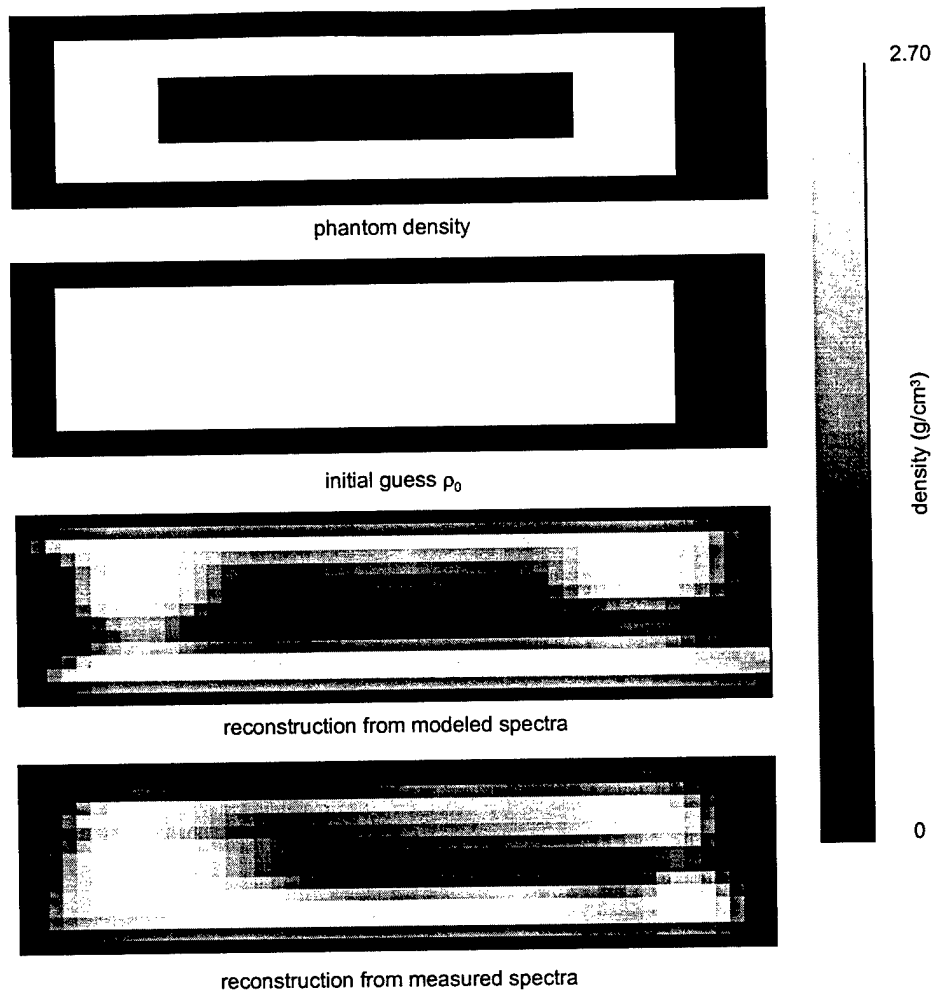 2.70
phantom density
initial guess ρ₀
density (g/cm³)
reconstruction from modeled spectra
0
reconstruction from measured spectra